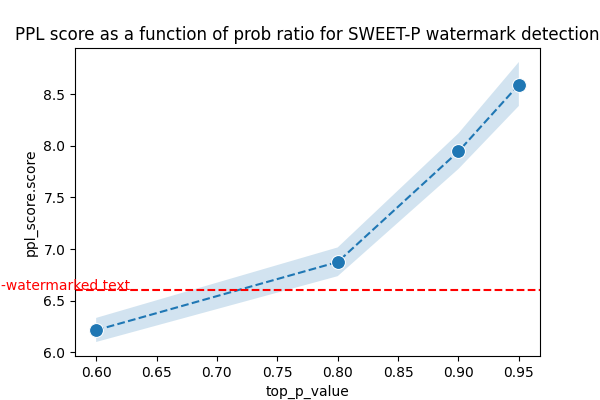 PPL score as a function of prob ratio for SWEET-P watermark detection
8.5
8.0
7.5
7.0
6.5
6.0
ppl_score.score
-watermarked text
0.60 0.65 0.70 0.75 0.80 0.85 0.90 0.95
top_p_value